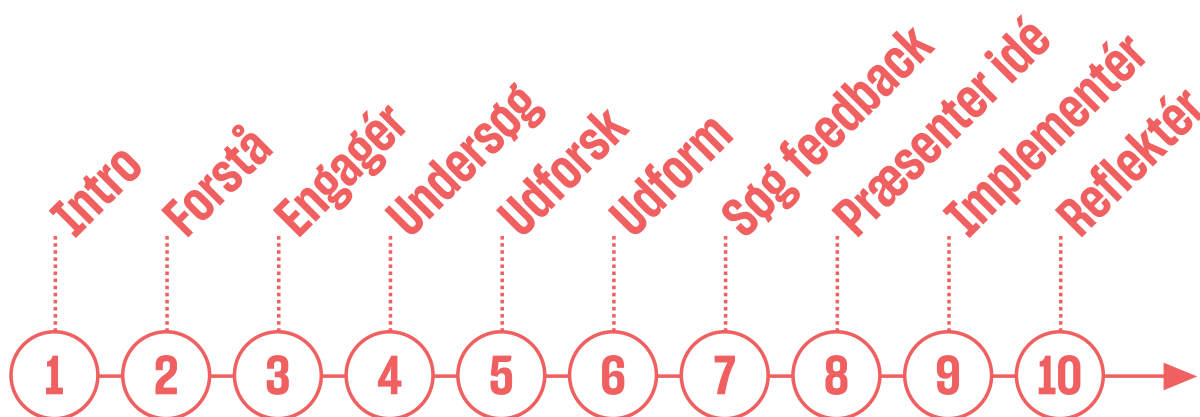 Intro
Forstå
Engagér
Undersøg
Udforsk
Udform
Søg feedback
Præsenter idé
Implementér
Reflektér
1 2 3 4 5 6 7 8 9 10